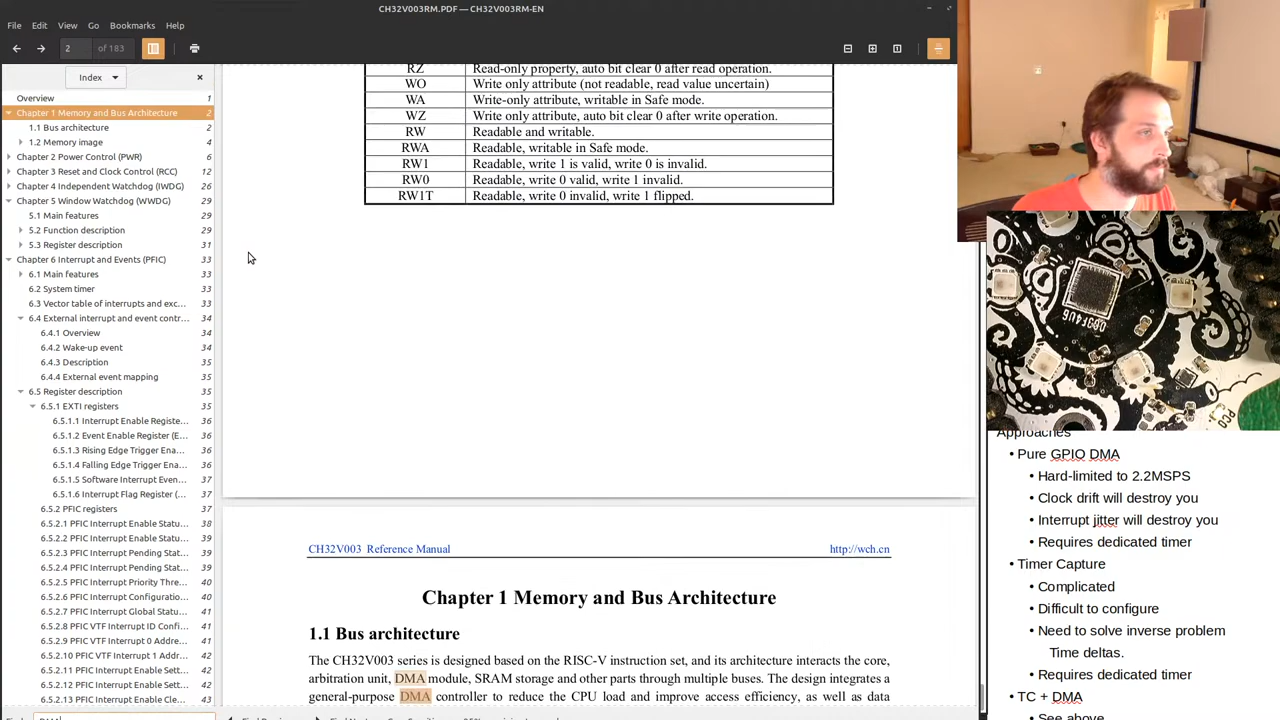 CH32V003RM.PDF — CH32V003RM-EN
File Edit View Go Bookmarks Help
2 of 183
Index
Overview 1
Chapter 1 Memory and Bus Architecture 2
1.1 Bus architecture 2
1.2 Memory image 4
Chapter 2 Power Control (PWR) 6
Chapter 3 Reset and Clock Control (RCC) 12
Chapter 4 Independent Watchdog (IWDG) 26
Chapter 5 Window Watchdog (WWDG) 29
5.1 Main features 29
5.2 Function description 29
5.3 Register description 31
Chapter 6 Interrupt and Events (PFIC) 33
6.1 Main features 33
6.2 System timer 33
6.3 Vector table of interrupts and exc... 33
6.4 External interrupt and event contr... 34
6.4.1 Overview 34
6.4.2 Wake-up event 34
6.4.3 Description 35
6.4.4 External event mapping 35
6.5 Register description 35
6.5.1 EXTI registers 35
6.5.1.1 Interrupt Enable Registe... 36
6.5.1.2 Event Enable Register (E... 36
6.5.1.3 Rising Edge Trigger Ena... 36
6.5.1.4 Falling Edge Trigger Ena... 36
6.5.1.5 Software Interrupt Even... 37
6.5.1.6 Interrupt Flag Register (... 37
6.5.2 PFIC registers 37
6.5.2.1 PFIC Interrupt Enable Statu... 38
6.5.2.2 PFIC Interrupt Enable Statu... 39
6.5.2.3 PFIC Interrupt Pending Stat... 39
6.5.2.4 PFIC Interrupt Pending Stat... 39
6.5.2.5 PFIC Interrupt Priority Thre... 40
6.5.2.6 PFIC Interrupt Configuratio... 40
6.5.2.7 PFIC Interrupt Global Statu... 41
6.5.2.8 PFIC VTF Interrupt ID Confi... 41
6.5.2.9 PFIC VTF Interrupt 0 Addre... 41
6.5.2.10 PFIC VTF Interrupt 1 Addr... 42
6.5.2.11 PFIC Interrupt Enable Sett... 42
6.5.2.12 PFIC Interrupt Enable Sett... 42
6.5.2.13 PFIC Interrupt Enable Cle... 43
RZ Read-only property, auto bit clear 0 after read operation.
WO Write only attribute (not readable, read value uncertain)
WA Write-only attribute, writable in Safe mode.
WZ Write only attribute, auto bit clear 0 after write operation.
RW Readable and writable.
RWA Readable, writable in Safe mode.
RW1 Readable, write 1 is valid, write 0 is invalid.
RW0 Readable, write 0 valid, write 1 invalid.
RW1T Readable, write 0 invalid, write 1 flipped.
CH32V003 Reference Manual http://wch.cn
Chapter 1 Memory and Bus Architecture
1.1 Bus architecture
The CH32V003 series is designed based on the RISC-V instruction set, and its architecture interacts the core,
arbitration unit, DMA module, SRAM storage and other parts through multiple buses. The design integrates a
general-purpose DMA controller to reduce the CPU load and improve access efficiency, as well as data
Approaches
• Pure GPIO DMA
• Hard-limited to 2.2MSPS
• Clock drift will destroy you
• Interrupt jitter will destroy you
• Requires dedicated timer
• Timer Capture
• Complicated
• Difficult to configure
• Need to solve inverse problem
Time deltas.
• Requires dedicated timer
• TC + DMA
• See above